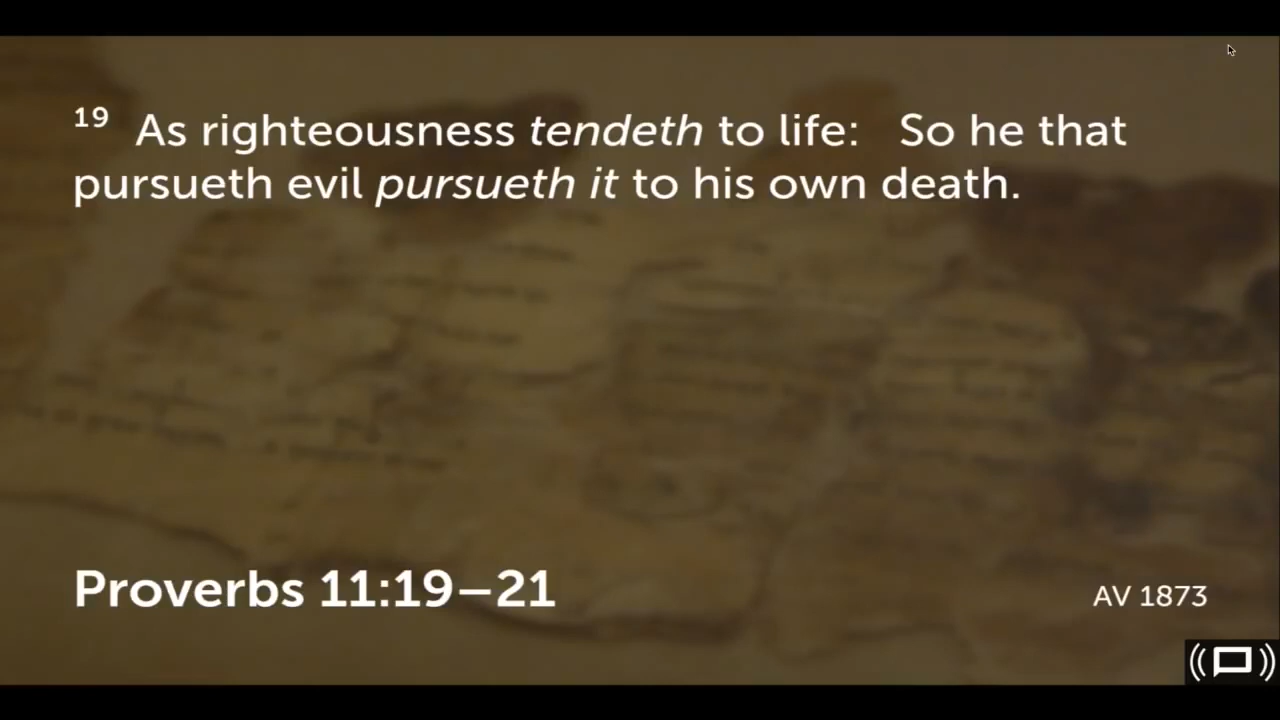 19 As righteousness tendeth to life: So he that
pursueth evil pursueth it to his own death.
Proverbs 11:19–21
AV 1873